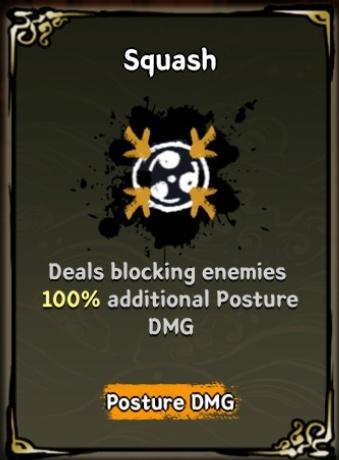 Squash
Deals blocking enemies
100% additional Posture
DMG
Posture DMG